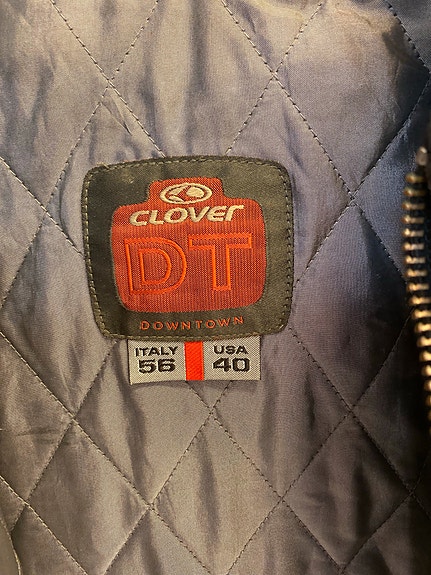 CLOVER
DT
DOWNTOWN
ITALY USA
56 40